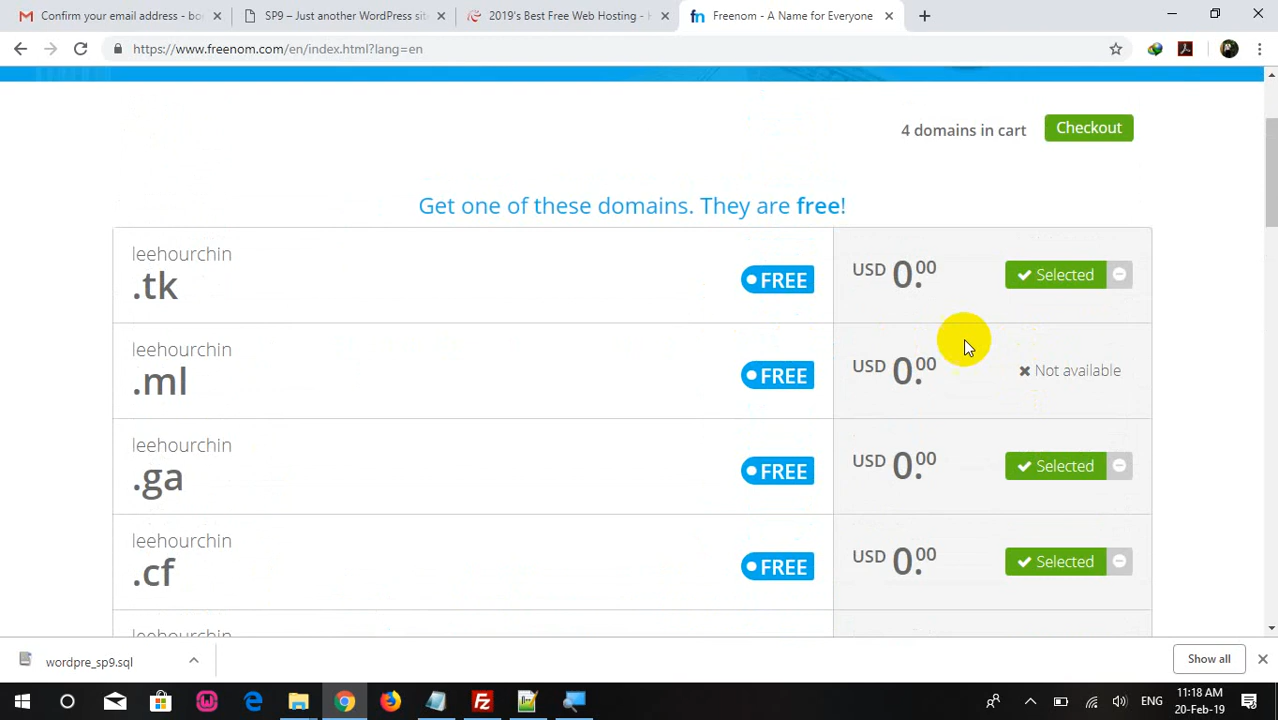 Confirm your email address - bo
SP9 – Just another WordPress sit
2019's Best Free Web Hosting - H
fn
Freenom - A Name for Everyone
https://www.freenom.com/en/index.html?lang=en
4 domains in cart
Checkout
Get one of these domains. They are free!
leehourchin
.tk
FREE
USD 0.00
Selected
leehourchin
.ml
FREE
USD 0.00
Not available
leehourchin
.ga
FREE
USD 0.00
Selected
leehourchin
.cf
FREE
USD 0.00
Selected
leehourchin
wordpre_sp9.sql
Show all
ENG
11:18 AM
20-Feb-19